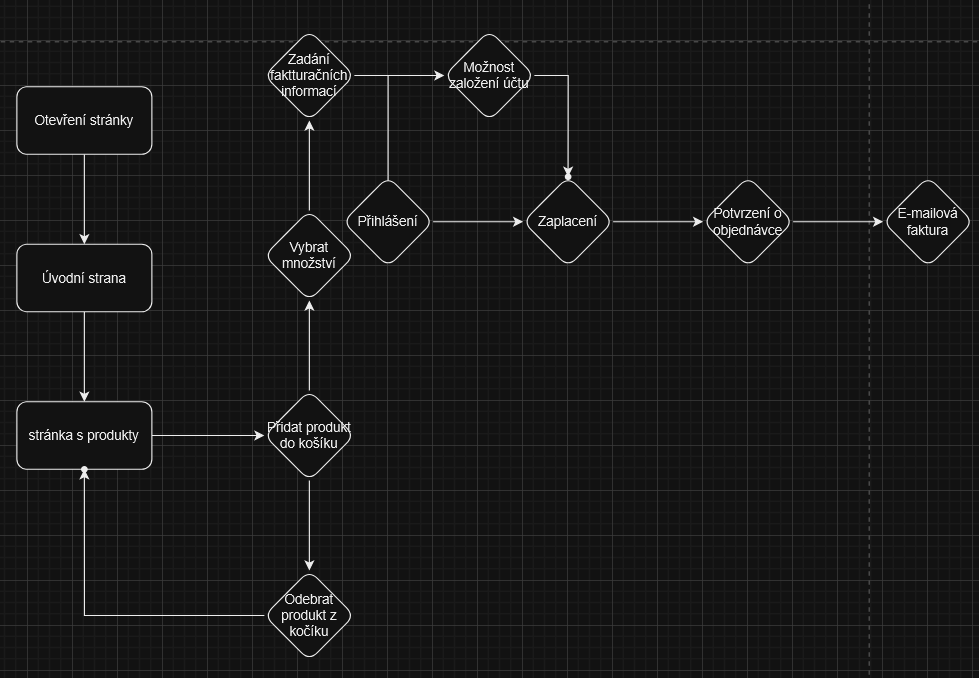 Otevření stránky
Úvodní strana
stránka s produkty
Zadání
faktturačních
informací
Možnost
založení účtu
Vybrat
množství
Přihlášení
Zaplacení
Potvrzení o
objednávce
E-mailová
faktura
Přidat produkt
do košíku
Odebrat
produkt z
kočíku